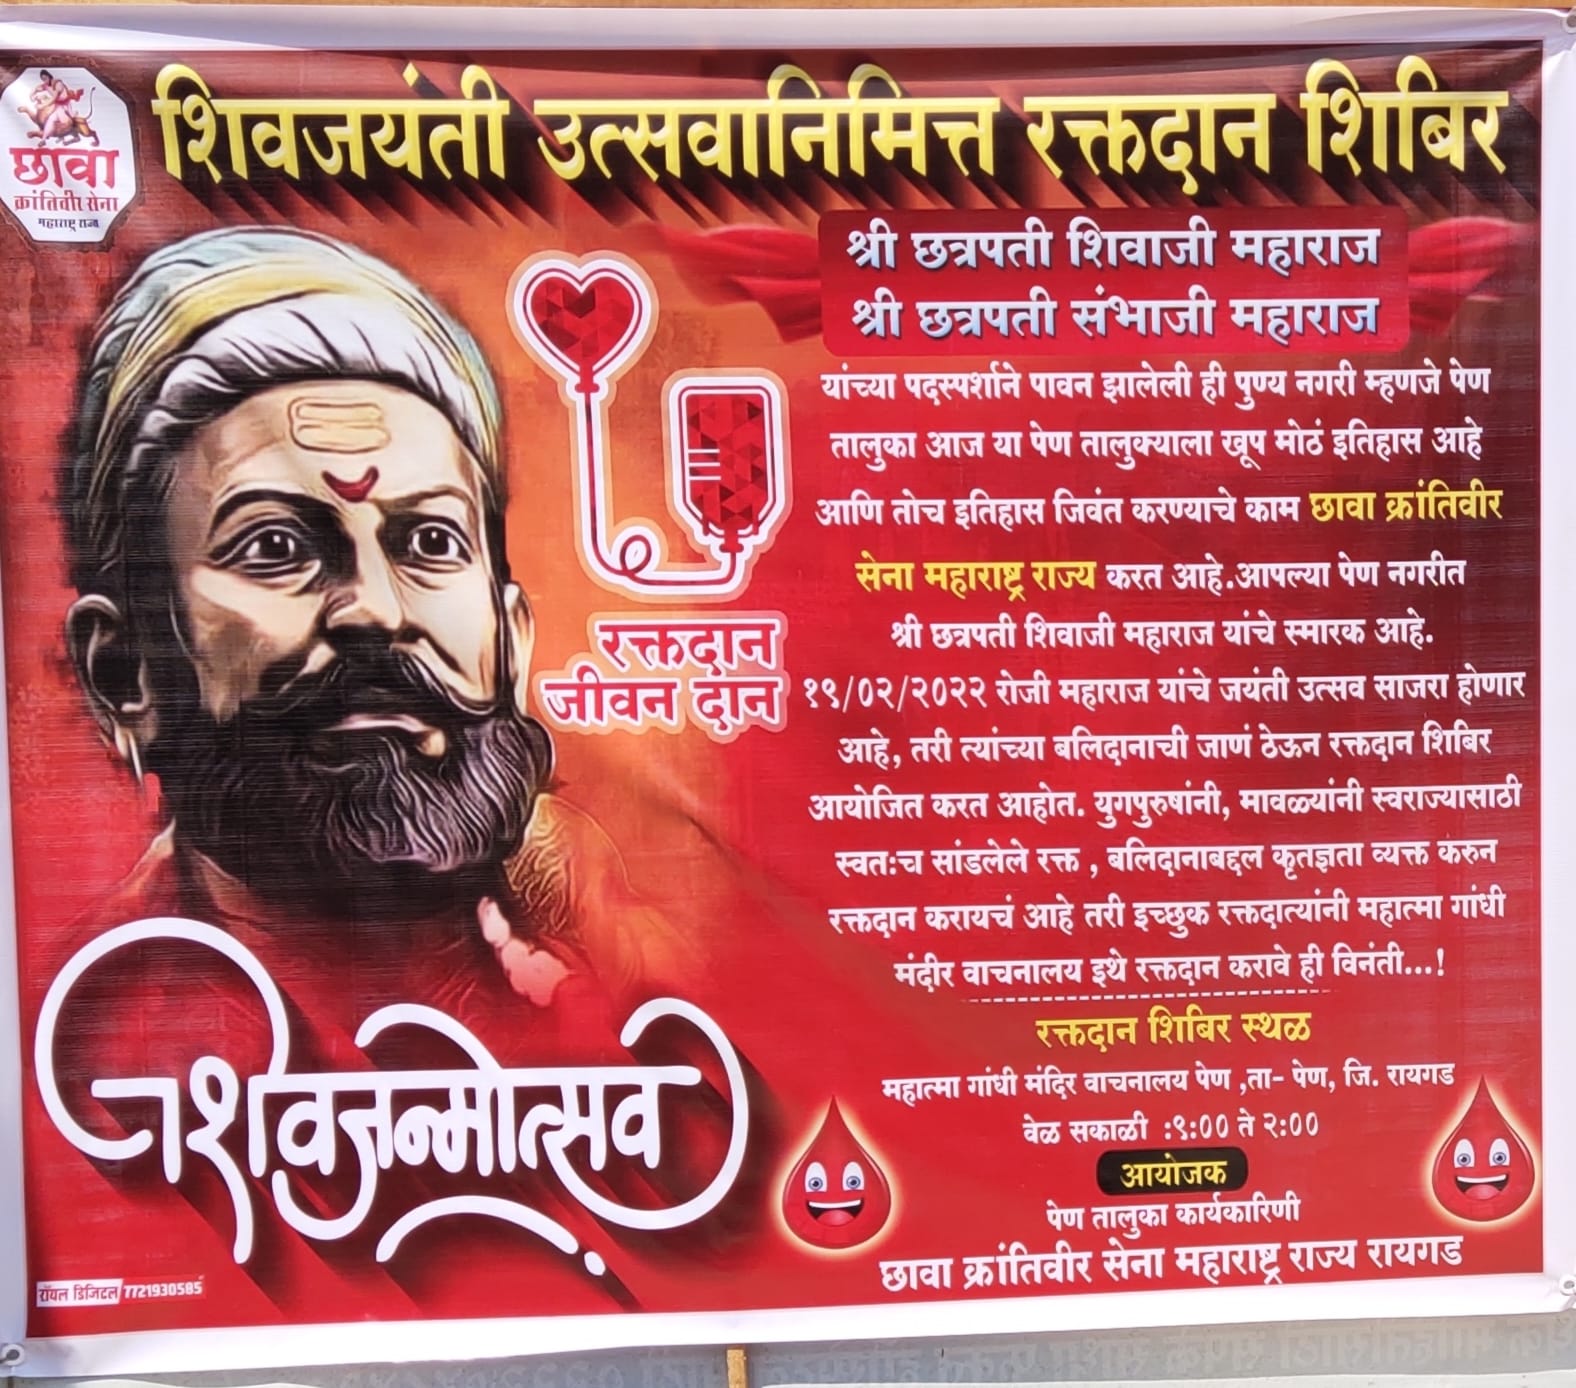 शिवजयंती उत्सवानिमित्त रक्तदान शिबिर
छावा
क्रांतिवीर सेना
महाराष्ट्र राज्य
श्री छत्रपती शिवाजी महाराज
श्री छत्रपती संभाजी महाराज
यांच्या पदस्पर्शाने पावन झालेली ही पुण्य नगरी म्हणजे पेण
तालुका आज या पेण तालुक्याला खूप मोठं इतिहास आहे
आणि तोच इतिहास जिवंत करण्याचे काम छावा क्रांतिवीर
सेना महाराष्ट्र राज्य करत आहे.आपल्या पेण नगरीत
श्री छत्रपती शिवाजी महाराज यांचे स्मारक आहे.
१९/०२/२०२२ रोजी महाराज यांचे जयंती उत्सव साजरा होणार
आहे, तरी त्यांच्या बलिदानाची जाणं ठेऊन रक्तदान शिबिर
आयोजित करत आहोत. युगपुरुषांनी, मावळ्यांनी स्वराज्यासाठी
स्वतःच सांडलेले रक्त , बलिदानाबद्दल कृतज्ञता व्यक्त करुन
रक्तदान करायचं आहे तरी इच्छुक रक्तदात्यांनी महात्मा गांधी
मंदीर वाचनालय इथे रक्तदान करावे ही विनंती...!
रक्तदान
जीवन दान
रक्तदान शिबिर स्थळ
महात्मा गांधी मंदिर वाचनालय पेण ,ता- पेण, जि. रायगड
वेळ सकाळी :९:०० ते २:००
आयोजक
पेण तालुका कार्यकारिणी
छावा क्रांतिवीर सेना महाराष्ट्र राज्य रायगड
शिवजन्मोत्सव
रॉयल डिजिटल 7721930585